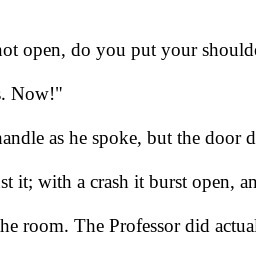 not open, do you put your should
s. Now!"
handle as he spoke, but the door d
st it; with a crash it burst open, an
he room. The Professor did actual